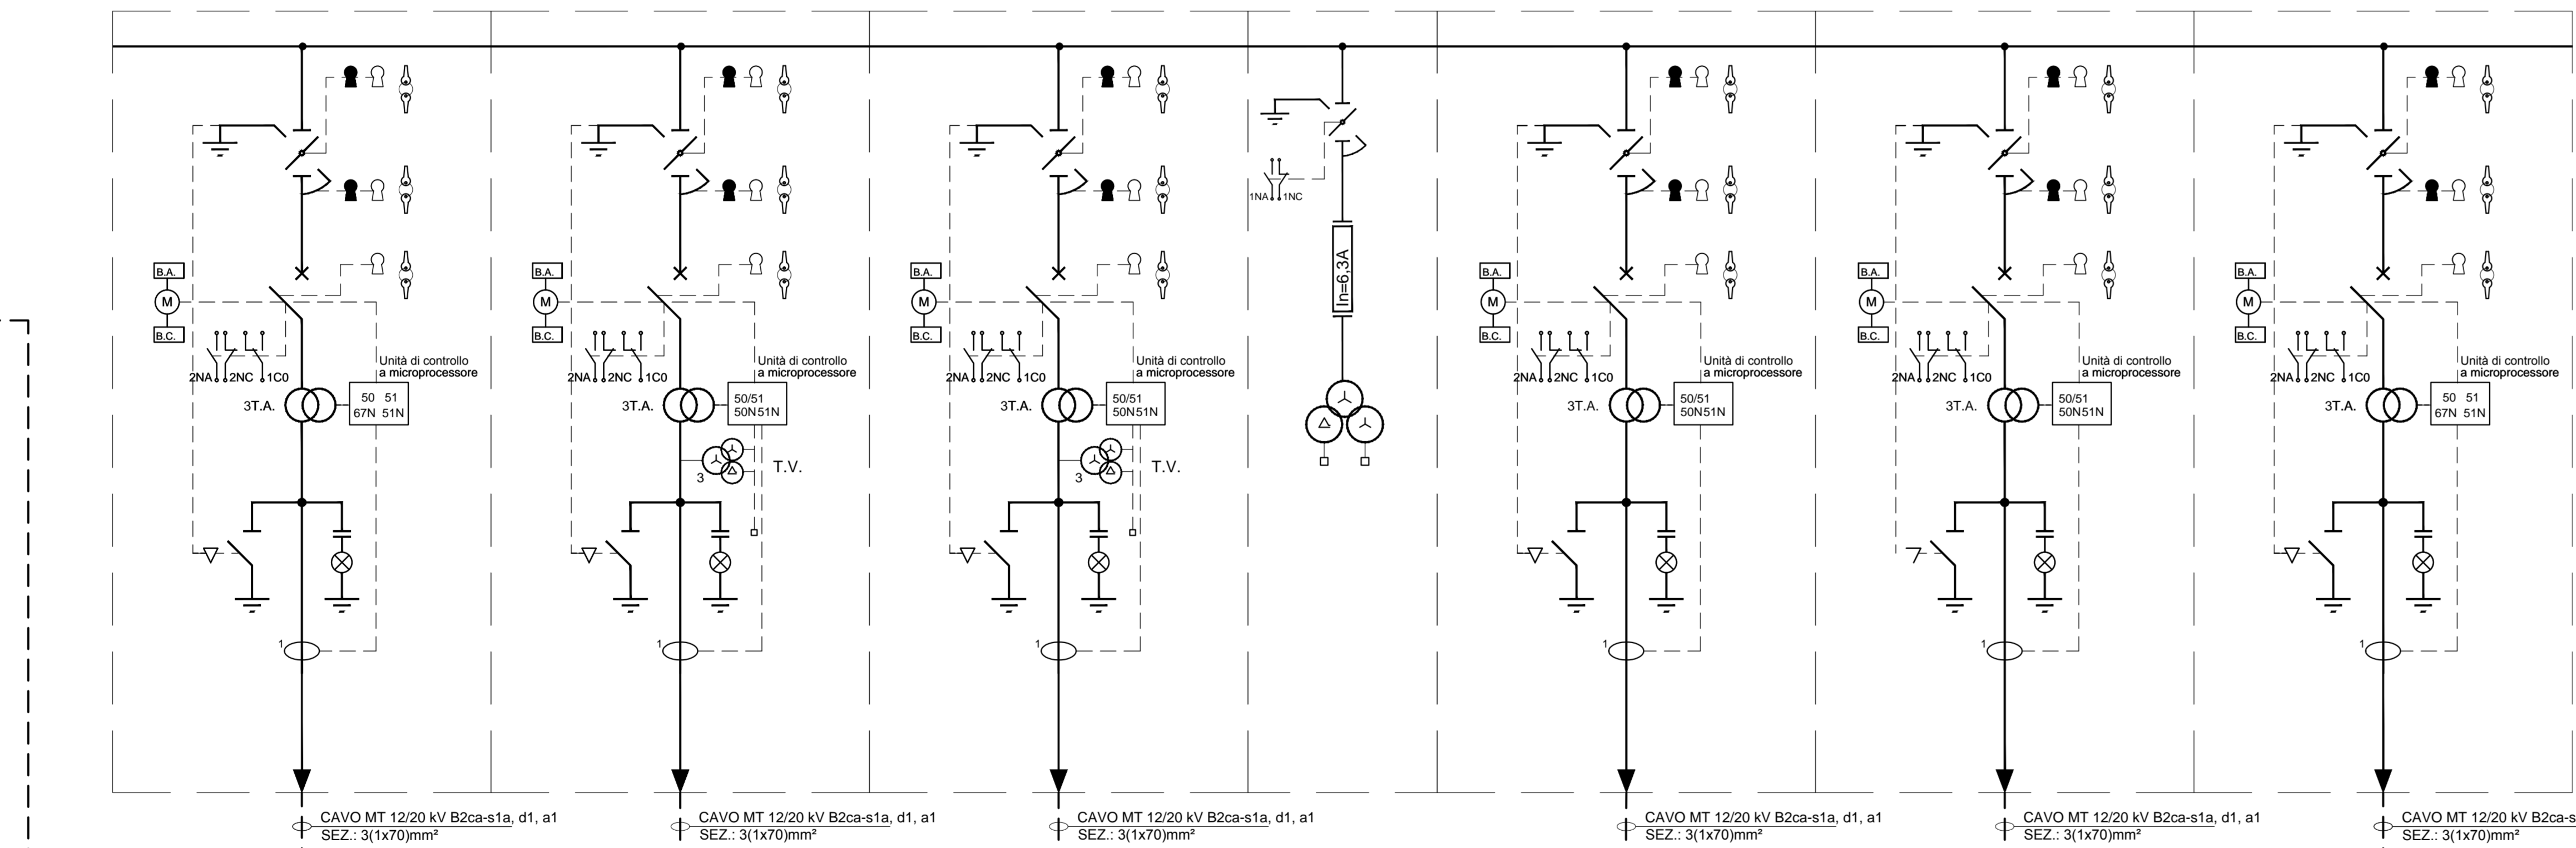 1NA 1NC
In=6,3A
B.A.
M
B.C.
2NA 2NC 1C0
Unità di controllo
a microprocessore
3T.A.
50 51
67N 51N
1
CAVO MT 12/20 kV B2ca-s1a, d1, a1
SEZ.: 3(1x70)mm²
B.A.
M
B.C.
2NA 2NC 1C0
Unità di controllo
a microprocessore
3T.A.
50/51
50N51N
3
T.V.
1
CAVO MT 12/20 kV B2ca-s1a, d1, a1
SEZ.: 3(1x70)mm²
B.A.
M
B.C.
2NA 2NC 1C0
Unità di controllo
a microprocessore
3T.A.
50/51
50N51N
3
T.V.
1
CAVO MT 12/20 kV B2ca-s1a, d1, a1
SEZ.: 3(1x70)mm²
B.A.
M
B.C.
2NA 2NC 1C0
Unità di controllo
a microprocessore
3T.A.
50/51
50N51N
1
CAVO MT 12/20 kV B2ca-s1a, d1, a1
SEZ.: 3(1x70)mm²
B.A.
M
B.C.
2NA 2NC 1C0
Unità di controllo
a microprocessore
3T.A.
50/51
50N51N
1
CAVO MT 12/20 kV B2ca-s1a, d1, a1
SEZ.: 3(1x70)mm²
B.A.
M
B.C.
2NA 2NC 1C0
Unità di controllo
a microprocessore
3T.A.
50 51
67N 51N
1
CAVO MT 12/20 kV B2ca-s
SEZ.: 3(1x70)mm²